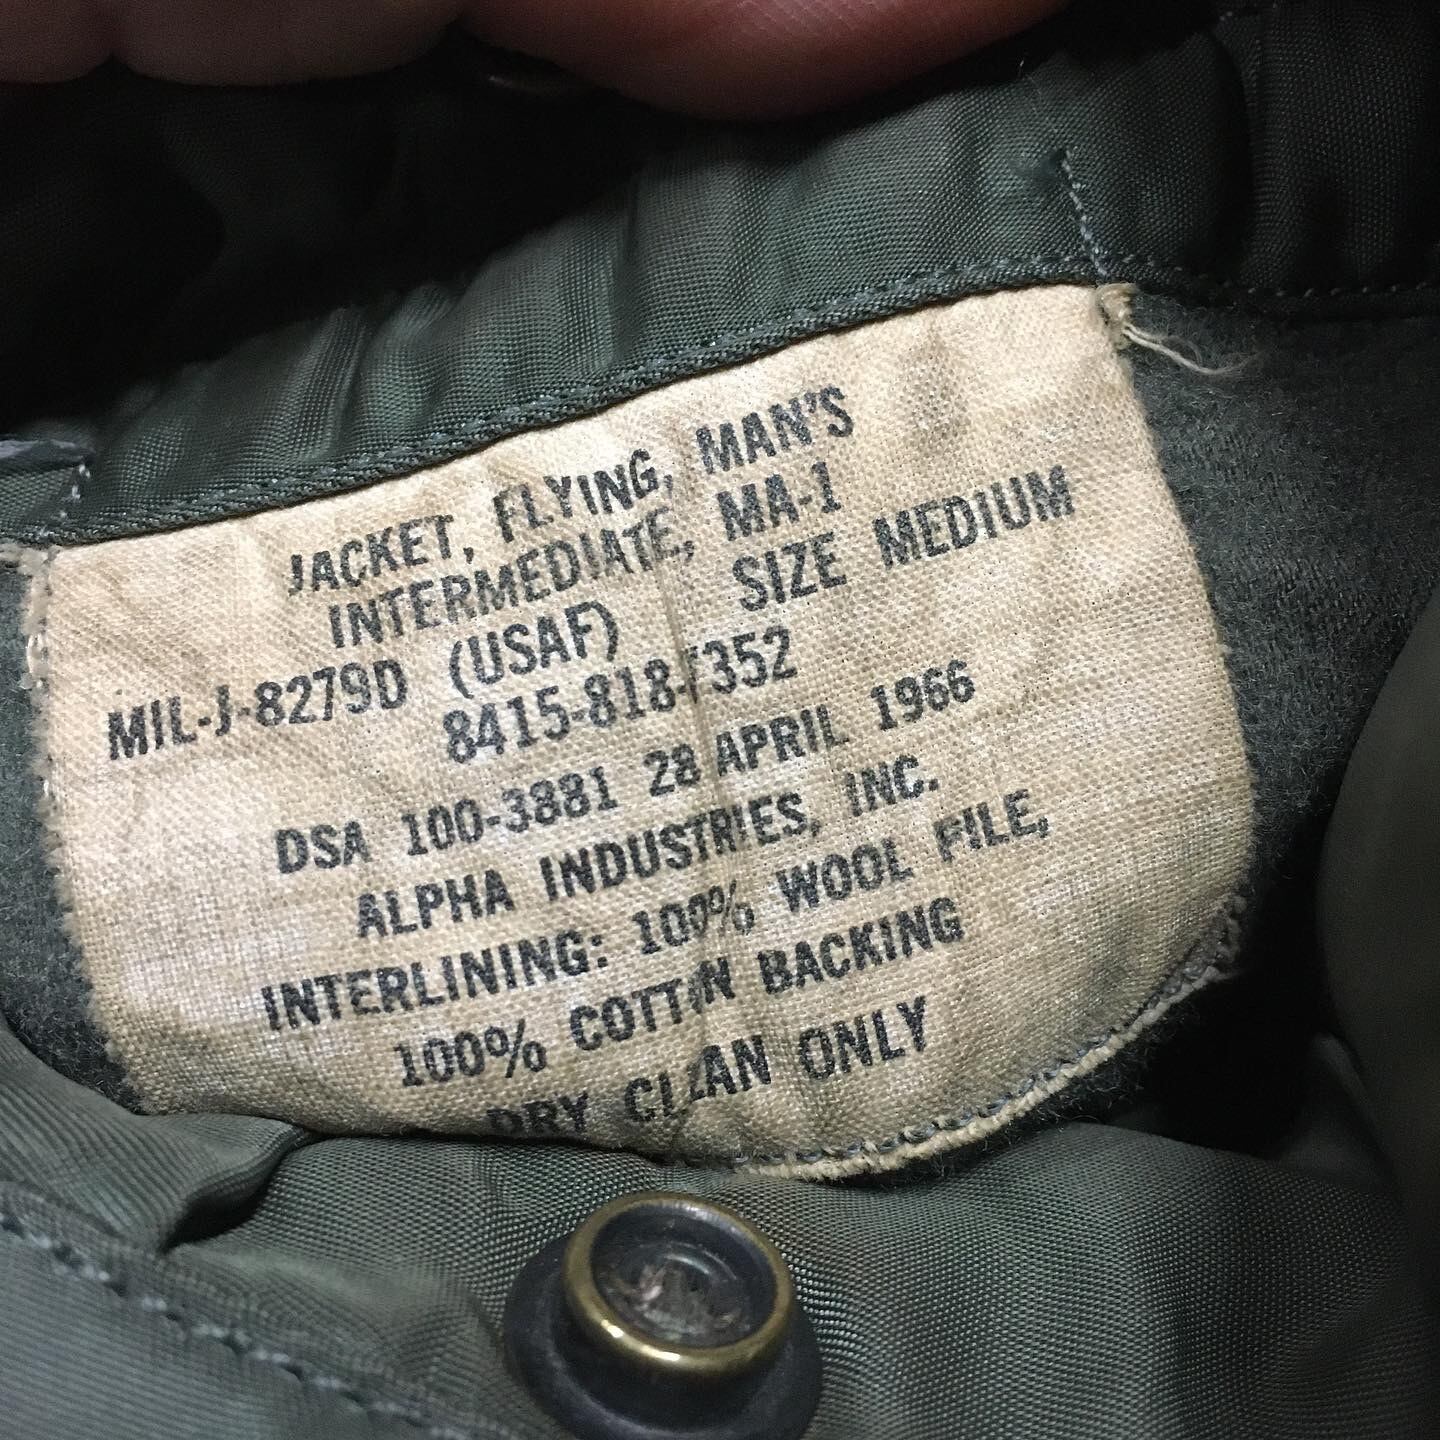 JACKET, FLYING, MAN'S
INTERMEDIATE, MA-1
MIL-J-8279D (USAF) SIZE MEDIUM
8415-818-7352
DSA 100-3881 28 APRIL 1966
ALPHA INDUSTRIES, INC.
INTERLINING: 100% WOOL FILE,
100% COTTON BACKING
DRY CLEAN ONLY